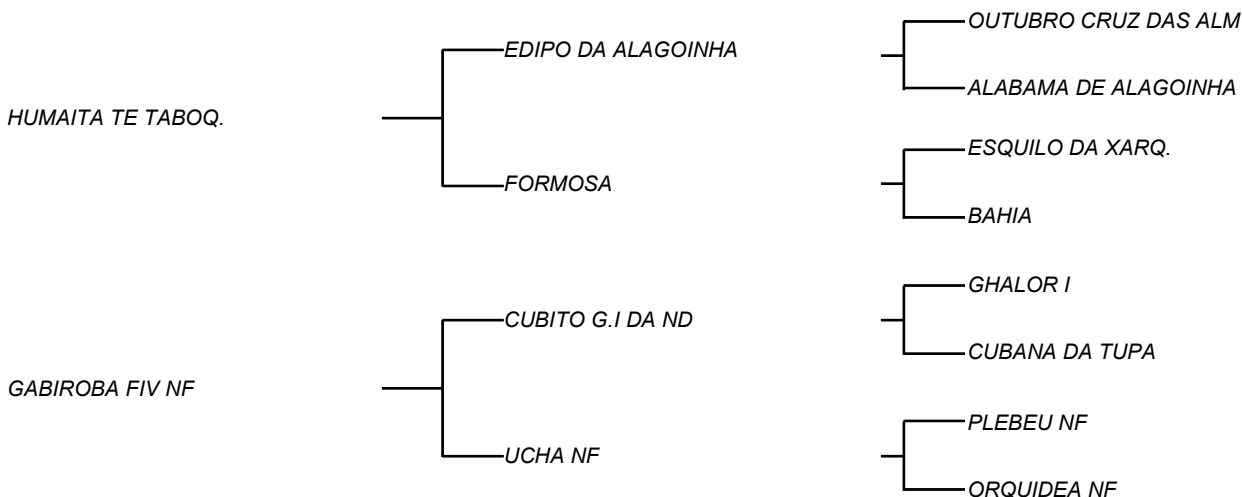 OUTUBRO CRUZ DAS ALM
EDIPO DA ALAGOINHA
ALABAMA DE ALAGOINHA
HUMAITA TE TABOQ.
ESQUILO DA XARQ.
FORMOSA
BAHIA
GHALOR I
CUBITO G.I DA ND
CUBANA DA TUPA
GABIROBA FIV NF
PLEBEU NF
UCHA NF
ORQUIDEA NF